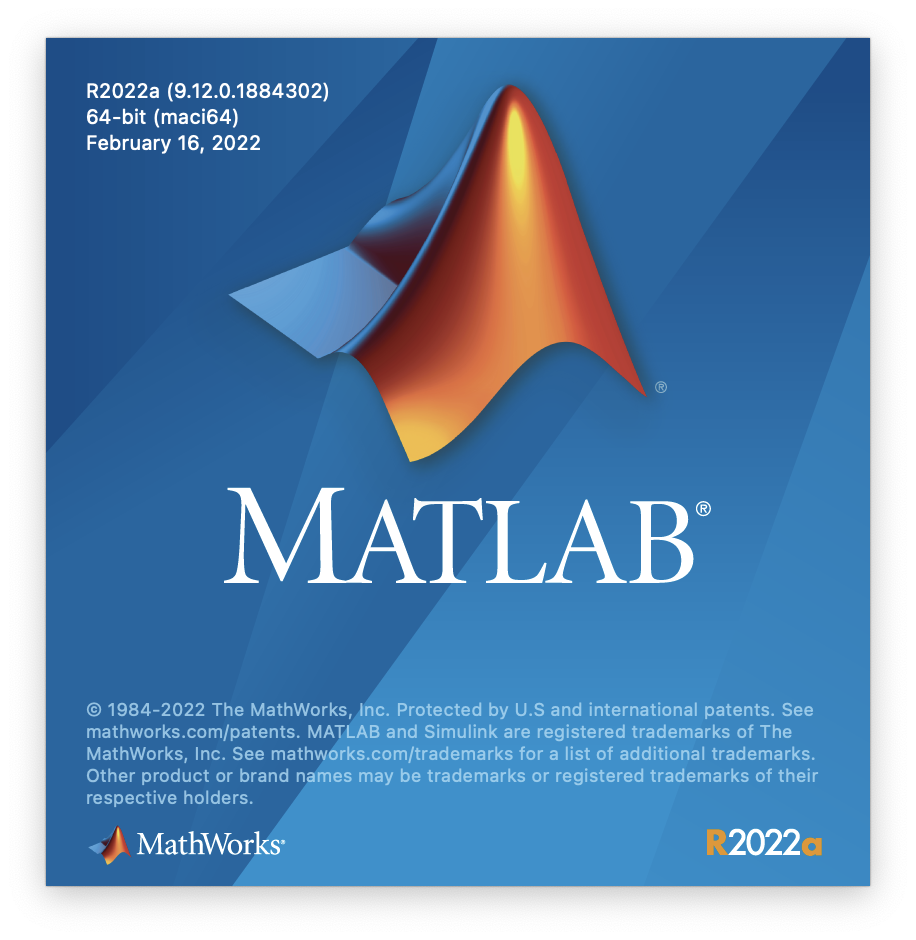 R2022a (9.12.0.1884302)
64-bit (maci64)
February 16, 2022
®
MATLAB®
© 1984-2022 The MathWorks, Inc. Protected by U.S and international patents. See
mathworks.com/patents. MATLAB and Simulink are registered trademarks of The
MathWorks, Inc. See mathworks.com/trademarks for a list of additional trademarks.
Other product or brand names may be trademarks or registered trademarks of their
respective holders.
MathWorks®
R2022a